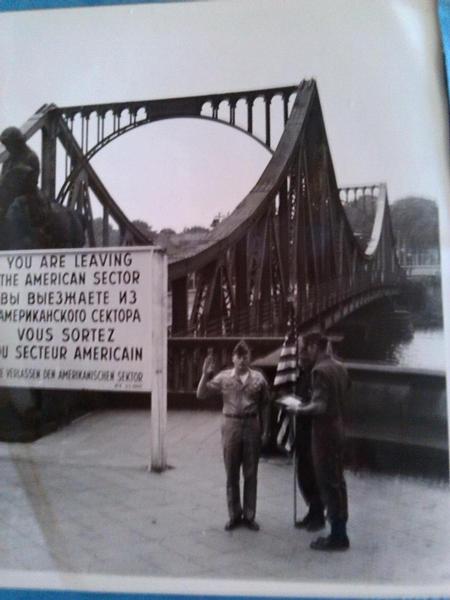 YOU ARE LEAVING
THE AMERICAN SECTOR
ВЫ ВЫЕЗЖАЕТЕ ИЗ
АМЕРИКАНСКОГО СЕКТОРА
VOUS SORTEZ
DU SECTEUR AMERICAIN
VERLASSEN DEN AMERIKANISCHEN SEKTOR